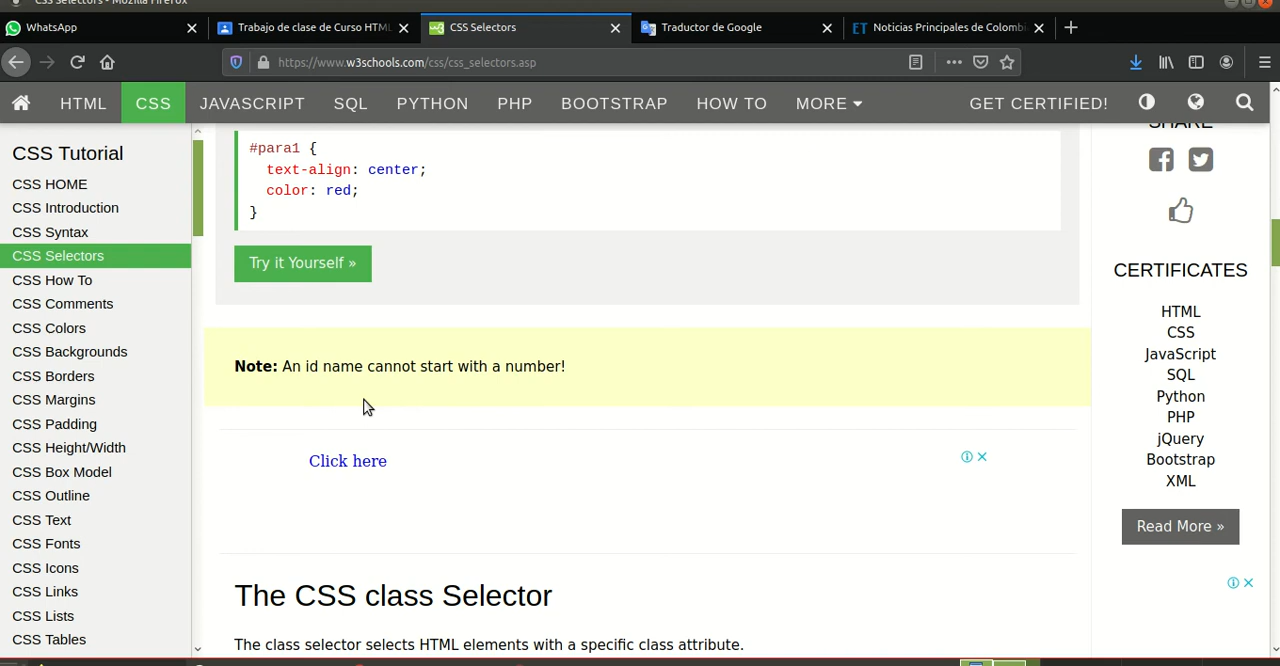 CSS Selectors - Mozilla Firefox
WhatsApp
Trabajo de clase de Curso HTML
CSS Selectors
Traductor de Google
ET Noticias Principales de Colombi
https://www.w3schools.com/css/css_selectors.asp
HTML CSS JAVASCRIPT SQL PYTHON PHP BOOTSTRAP HOW TO MORE GET CERTIFIED!
CSS Tutorial
CSS HOME
CSS Introduction
CSS Syntax
CSS Selectors
CSS How To
CSS Comments
CSS Colors
CSS Backgrounds
CSS Borders
CSS Margins
CSS Padding
CSS Height/Width
CSS Box Model
CSS Outline
CSS Text
CSS Fonts
CSS Icons
CSS Links
CSS Lists
CSS Tables
#para1 {
text-align: center;
color: red;
}
Try it Yourself »
Note: An id name cannot start with a number!
Click here
The CSS class Selector
The class selector selects HTML elements with a specific class attribute.
SHARE
CERTIFICATES
HTML
CSS
JavaScript
SQL
Python
PHP
jQuery
Bootstrap
XML
Read More »